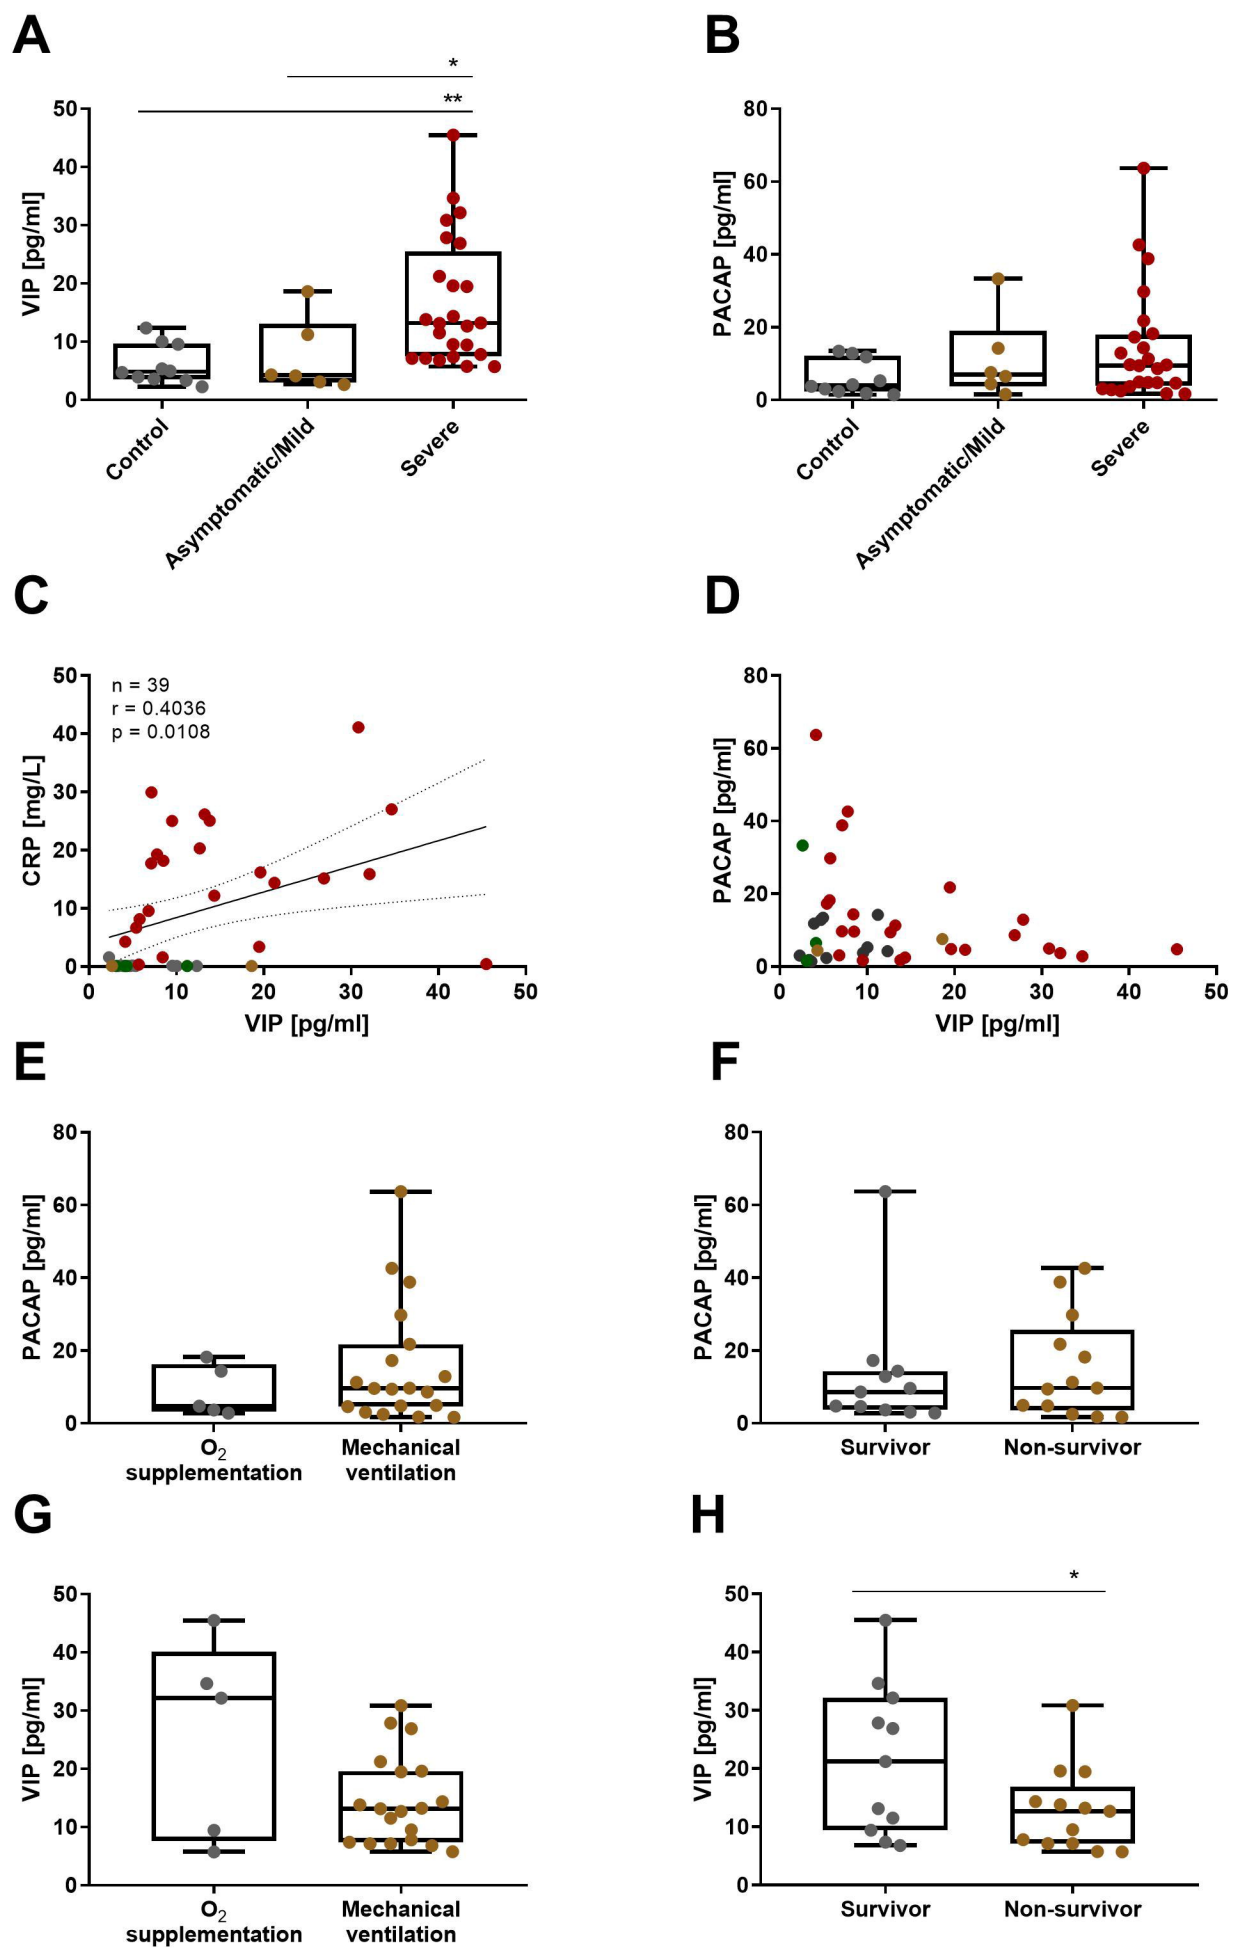 A
B
*
**
50
40
30
20
10
0
VIP [pg/ml]
Control
Asymptomatic/Mild
Severe
80
60
40
20
0
PACAP [pg/ml]
Control
Asymptomatic/Mild
Severe
C
D
50
40
30
20
10
0
CRP [mg/L]
n = 39
r = 0.4036
p = 0.0108
0 10 20 30 40 50
VIP [pg/ml]
80
60
40
20
0
PACAP [pg/ml]
0 10 20 30 40 50
VIP [pg/ml]
E
F
80
60
40
20
0
PACAP [pg/ml]
O₂
supplementation
Mechanical
ventilation
80
60
40
20
0
PACAP [pg/ml]
Survivor
Non-survivor
G
H
50
40
30
20
10
0
VIP [pg/ml]
O₂
supplementation
Mechanical
ventilation
*
50
40
30
20
10
0
VIP [pg/ml]
Survivor
Non-survivor